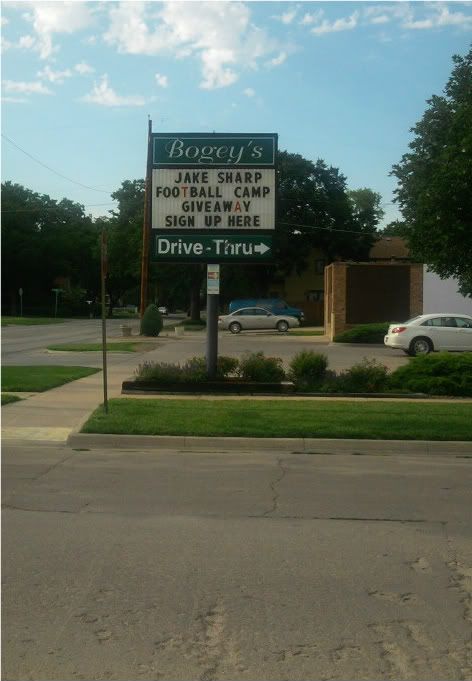 Bogey's
JAKE SHARP
FOOTBALL CAMP
GIVEAWAY
SIGN UP HERE
Drive-Thru→